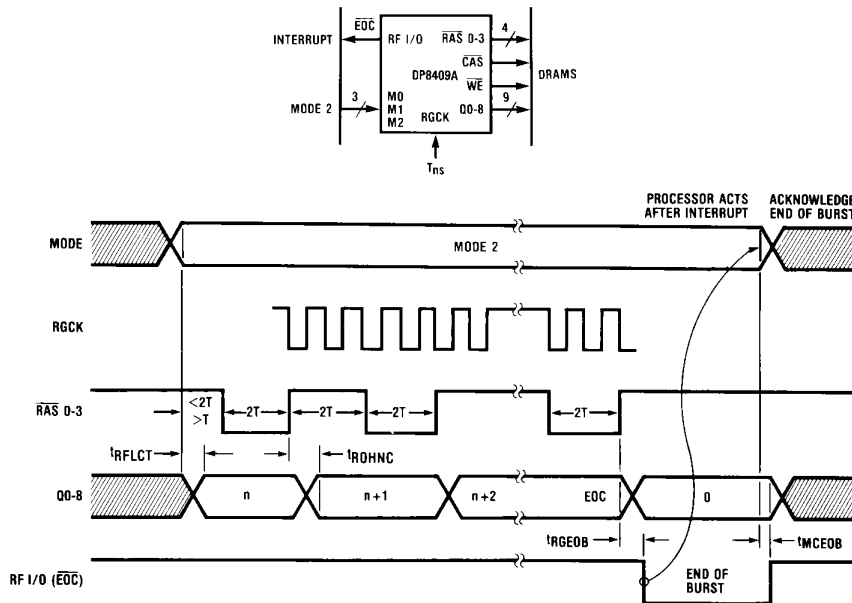 EOC
INTERRUPT
RF I/O
RAS 0-3
4
CAS
DP8409A
DRAMS
WE
3
MODE 2
M0
M1
M2
Q0-8
9
RGCK
Tns
PROCESSOR ACTS
AFTER INTERRUPT
ACKNOWLEDGE
END OF BURST
MODE
MODE 2
RGCK
RAS 0-3
<2T
>T
2T
2T
2T
2T
tRFLCT
tROHNC
Q0-8
n
n+1
n+2
EOC
0
tRGEOB
tMCEOB
RF I/O (EOC)
END OF
BURST